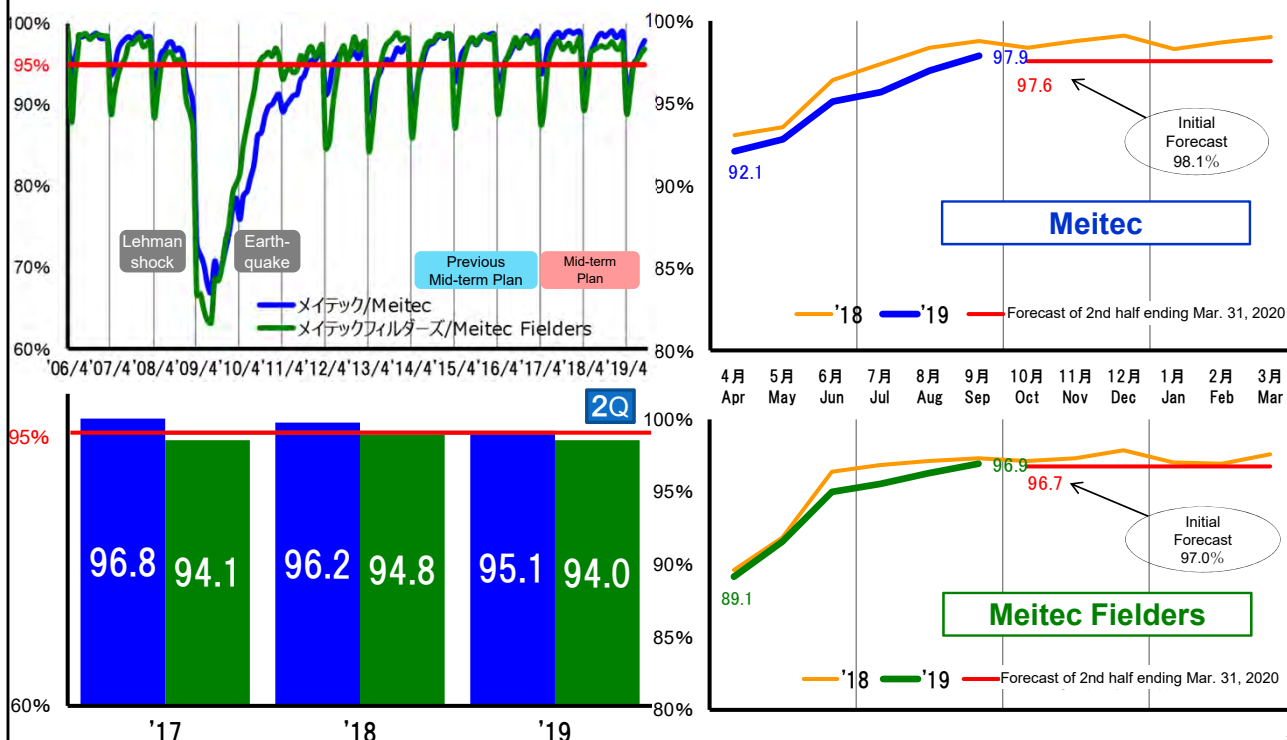 100%
95%
90%
80%
70%
60%
Lehman
shock
Earth-
quake
Previous
Mid-term Plan
Mid-term
Plan
メイテック/Meitec
メイテックフィルダーズ/Meitec Fielders
'06/4'07/4'08/4'09/4'10/4'11/4'12/4'13/4'14/4'15/4'16/4'17/4'18/4'19/4
100%
95%
90%
85%
80%
97.9
97.6
92.1
Initial
Forecast
98.1%
Meitec
'18 '19 Forecast of 2nd half ending Mar. 31, 2020
4月 5月 6月 7月 8月 9月 10月 11月 12月 1月 2月 3月
Apr May Jun Jul Aug Sep Oct Nov Dec Jan Feb Mar
2Q
95%
60%
96.8 94.1 96.2 94.8 95.1 94.0
'17 '18 '19
100%
95%
90%
85%
80%
96.9
96.7
89.1
Initial
Forecast
97.0%
Meitec Fielders
'18 '19 Forecast of 2nd half ending Mar. 31, 2020